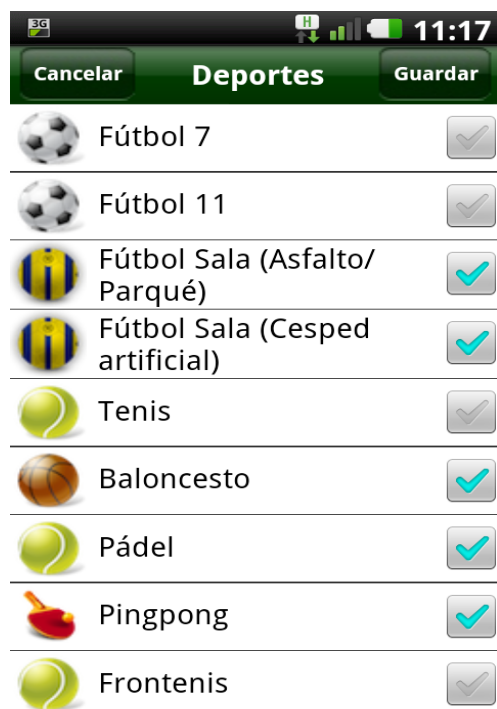 3G H 11:17
Cancelar Deportes Guardar
Fútbol 7
Fútbol 11
Fútbol Sala (Asfalto/
Parqué)
Fútbol Sala (Cesped
artificial)
Tenis
Baloncesto
Pádel
Pingpong
Frontenis